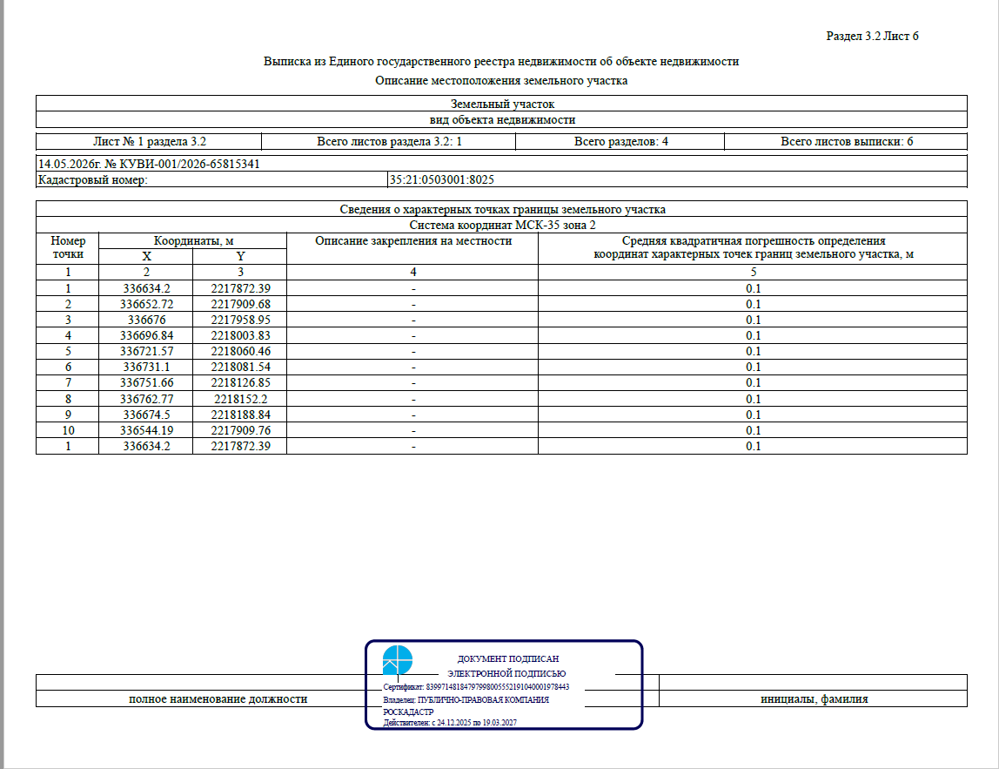 Раздел 3.2 Лист 6
Выписка из Единого государственного реестра недвижимости об объекте недвижимости
Описание местоположения земельного участка
Земельный участок
вид объекта недвижимости
Лист № 1 раздела 3.2 Всего листов раздела 3.2: 1 Всего разделов: 4 Всего листов выписки: 6
14.05.2026г. № КУВИ-001/2026-65815341
Кадастровый номер: 35:21:0503001:8025
Сведения о характерных точках границы земельного участка
Система координат МСК-35 зона 2
Номер точки Координаты, м Описание закрепления на местности Средняя квадратичная погрешность определения координат характерных точек границ земельного участка, м
X Y
1 2 3 4 5
1 336634.2 2217872.39 - 0.1
2 336652.72 2217909.68 - 0.1
3 336676 2217958.95 - 0.1
4 336696.84 2218003.83 - 0.1
5 336721.57 2218060.46 - 0.1
6 336731.1 2218081.54 - 0.1
7 336751.66 2218126.85 - 0.1
8 336762.77 2218152.2 - 0.1
9 336674.5 2218188.84 - 0.1
10 336544.19 2217909.76 - 0.1
1 336634.2 2217872.39 - 0.1
ДОКУМЕНТ ПОДПИСАН
ЭЛЕКТРОННОЙ ПОДПИСЬЮ
Сертификат: 83997148184797998005552191040001978443
Владелец: ПУБЛИЧНО-ПРАВОВАЯ КОМПАНИЯ
РОСКАДАСТР
Действителен: с 24.12.2025 по 19.03.2027
полное наименование должности инициалы, фамилия